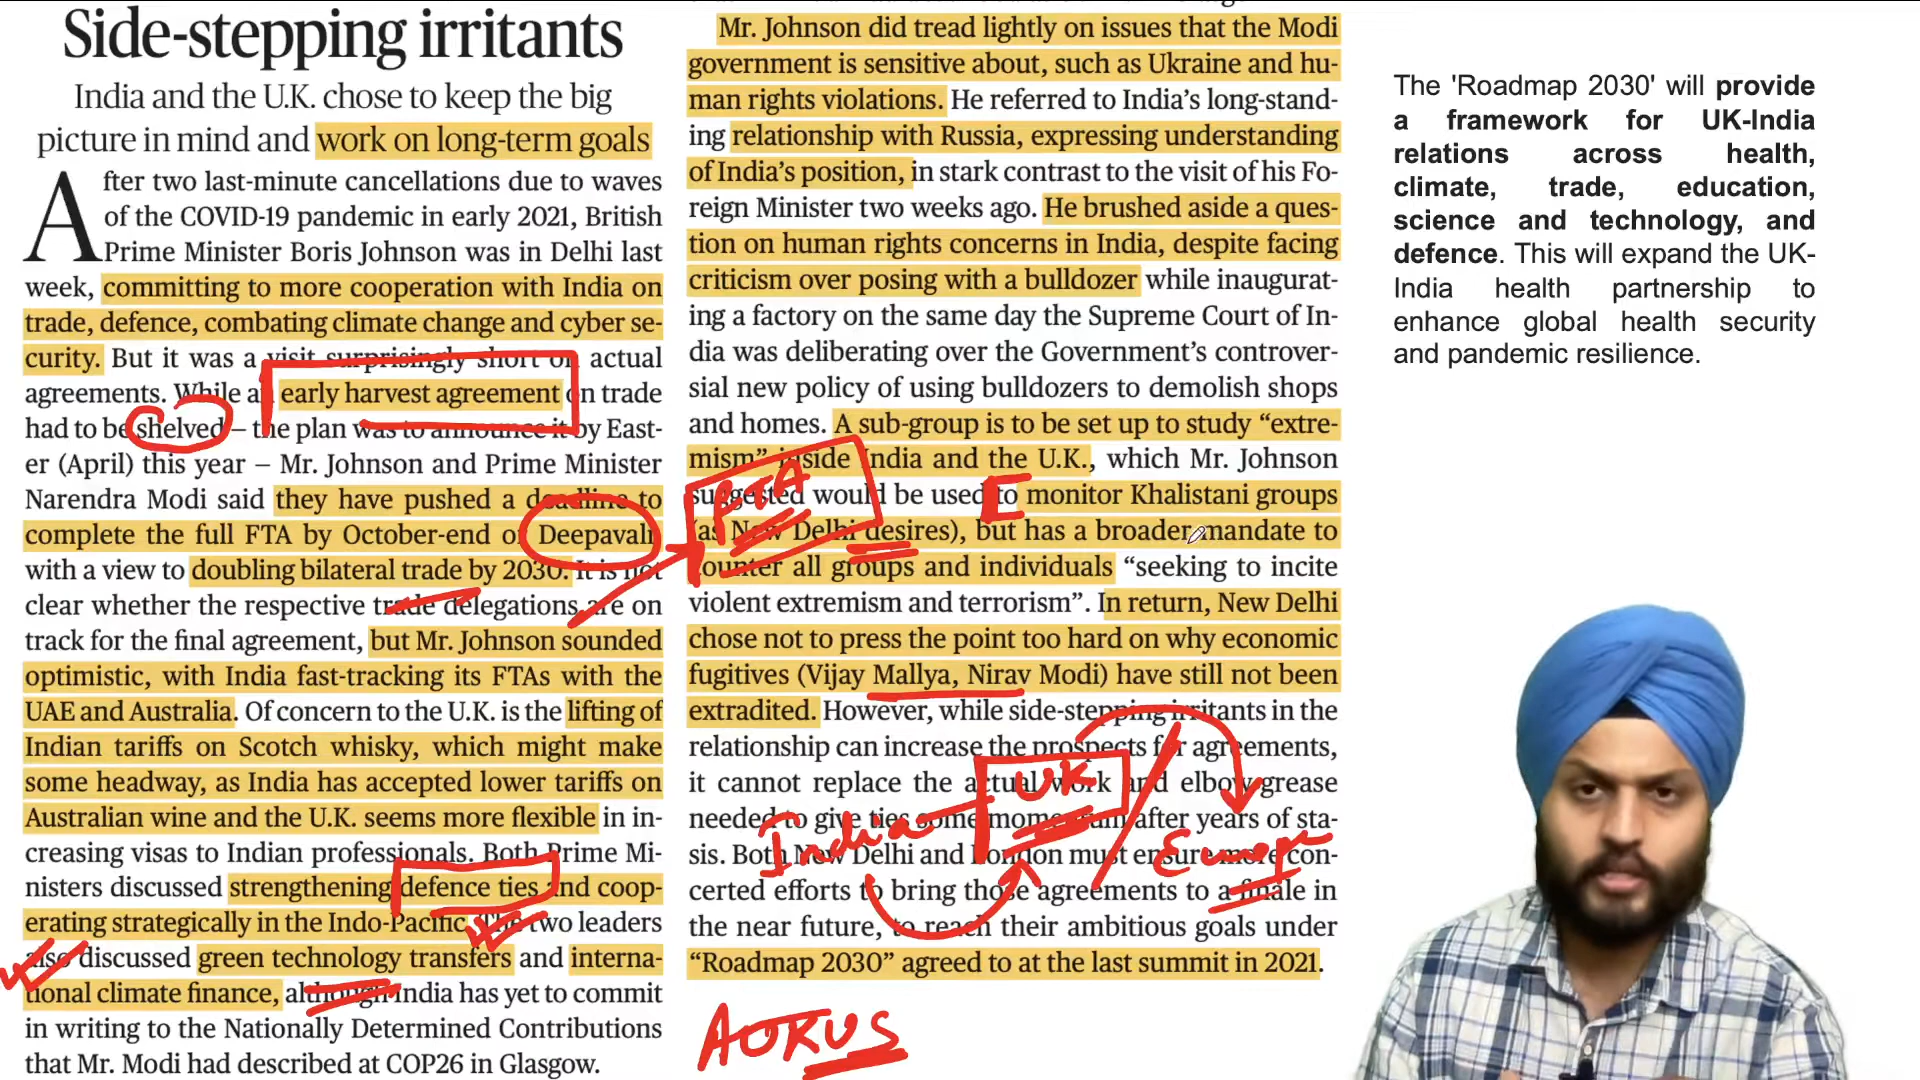 Side-stepping irritants
India and the U.K. chose to keep the big
picture in mind and work on long-term goals
After two last-minute cancellations due to waves
of the COVID-19 pandemic in early 2021, British
Prime Minister Boris Johnson was in Delhi last
week, committing to more cooperation with India on
trade, defence, combating climate change and cyber se-
curity. But it was a visit surprisingly short on actual
agreements. While an early harvest agreement on trade
had to be shelved – the plan was to announce it by East-
er (April) this year – Mr. Johnson and Prime Minister
Narendra Modi said they have pushed a deadline to
complete the full FTA by October-end or Deepavali
with a view to doubling bilateral trade by 2030. It is not
clear whether the respective trade delegations are on
track for the final agreement, but Mr. Johnson sounded
optimistic, with India fast-tracking its FTAs with the
UAE and Australia. Of concern to the U.K. is the lifting of
Indian tariffs on Scotch whisky, which might make
some headway, as India has accepted lower tariffs on
Australian wine and the U.K. seems more flexible in in-
creasing visas to Indian professionals. Both Prime Mi-
nisters discussed strengthening defence ties and coop-
erating strategically in the Indo-Pacific. The two leaders
also discussed green technology transfers and interna-
tional climate finance, although India has yet to commit
in writing to the Nationally Determined Contributions
that Mr. Modi had described at COP26 in Glasgow.
Mr. Johnson did tread lightly on issues that the Modi
government is sensitive about, such as Ukraine and hu-
man rights violations. He referred to India's long-stand-
ing relationship with Russia, expressing understanding
of India's position, in stark contrast to the visit of his Fo-
reign Minister two weeks ago. He brushed aside a ques-
tion on human rights concerns in India, despite facing
criticism over posing with a bulldozer while inaugurat-
ing a factory on the same day the Supreme Court of In-
dia was deliberating over the Government's controver-
sial new policy of using bulldozers to demolish shops
and homes. A sub-group is to be set up to study "extre-
mism" inside India and the U.K., which Mr. Johnson
suggested would be used to monitor Khalistani groups
(as New Delhi desires), but has a broader mandate to
counter all groups and individuals "seeking to incite
violent extremism and terrorism". In return, New Delhi
chose not to press the point too hard on why economic
fugitives (Vijay Mallya, Nirav Modi) have still not been
extradited. However, while side-stepping irritants in the
relationship can increase the prospects for agreements,
it cannot replace the actual work and elbow grease
needed to give ties some momentum after years of sta-
sis. Both New Delhi and London must ensure more con-
certed efforts to bring those agreements to a finale in
the near future, to reach their ambitious goals under
"Roadmap 2030" agreed to at the last summit in 2021.
FTA
E
India
UK
Europe
AORUS
The 'Roadmap 2030' will provide
a framework for UK-India
relations across health,
climate, trade, education,
science and technology, and
defence. This will expand the UK-
India health partnership to
enhance global health security
and pandemic resilience.